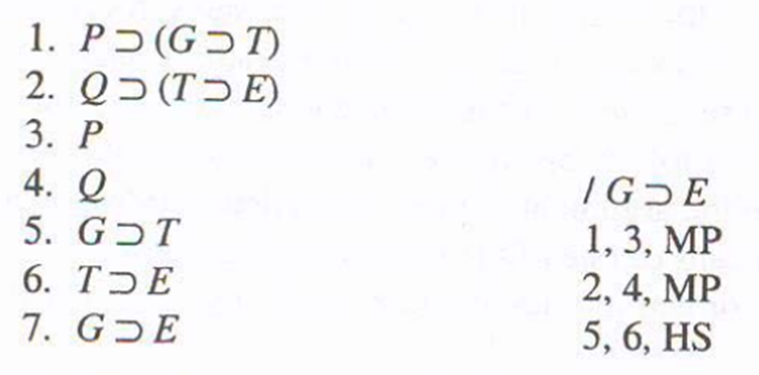 1. P ⊃ (G ⊃ T)
2. Q ⊃ (T ⊃ E)
3. P
4. Q / G ⊃ E
5. G ⊃ T 1, 3, MP
6. T ⊃ E 2, 4, MP
7. G ⊃ E 5, 6, HS